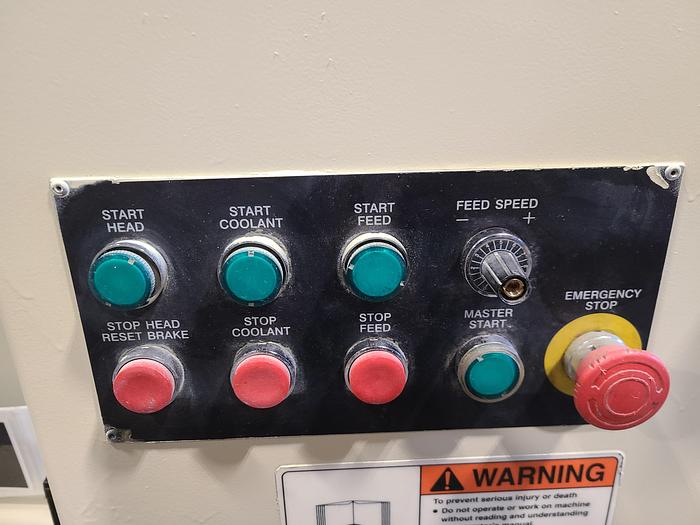 START
HEAD
START
COOLANT
START
FEED
FEED SPEED
- +
STOP HEAD
RESET BRAKE
STOP
COOLANT
STOP
FEED
MASTER
START
EMERGENCY
STOP
WARNING
To prevent serious injury or death
• Do not operate or work on machine
without reading and understanding
manual